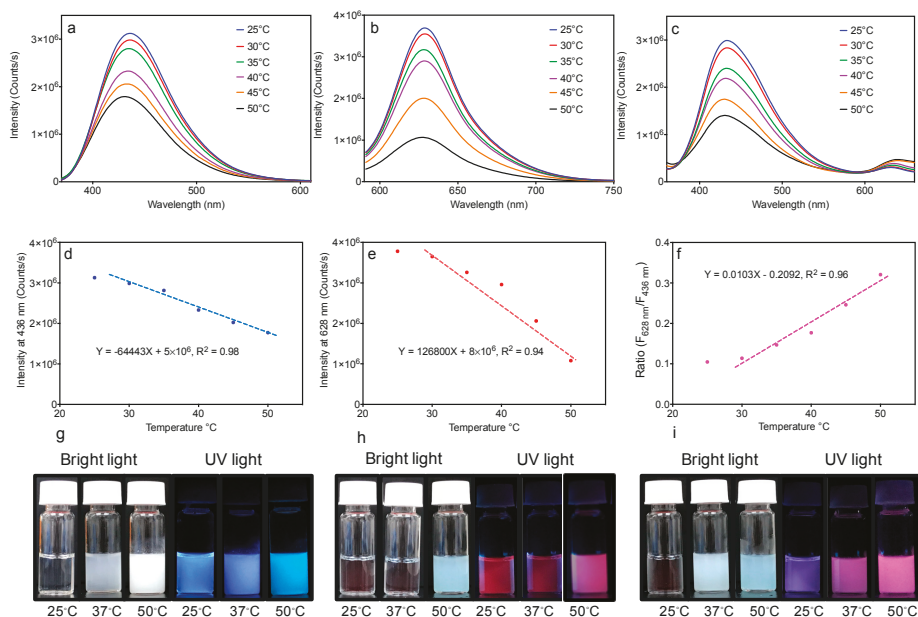 a
25°C
30°C
35°C
40°C
45°C
50°C
3×10⁶
2×10⁶
1×10⁶
0
Intensity (Counts/s)
400 500 600
Wavelength (nm)
b
25°C
30°C
35°C
40°C
45°C
50°C
4×10⁶
3×10⁶
2×10⁶
1×10⁶
0
Intensity (Counts/s)
600 650 700 750
Wavelength (nm)
c
25°C
30°C
35°C
40°C
45°C
50°C
3×10⁶
2×10⁶
1×10⁶
0
Intensity (Counts/s)
400 500 600
Wavelength (nm)
d
4×10⁶
3×10⁶
2×10⁶
1×10⁶
0
Intensity at 436 nm (Counts/s)
Y = -64443X + 5×10⁶, R² = 0.98
20 30 40 50
Temperature °C
e
4×10⁶
3×10⁶
2×10⁶
1×10⁶
0
Intensity at 628 nm (Counts/s)
Y = 126800X + 8×10⁶, R² = 0.94
20 30 40 50
Temperature °C
f
0.4
0.3
0.2
0.1
0.0
Ratio (F628 nm/F436 nm)
Y = 0.0103X - 0.2092, R² = 0.96
20 30 40 50
Temperature °C
g
Bright light UV light
25°C 37°C 50°C 25°C 37°C 50°C
h
Bright light UV light
25°C 37°C 50°C 25°C 37°C 50°C
i
Bright light UV light
25°C 37°C 50°C 25°C 37°C 50°C